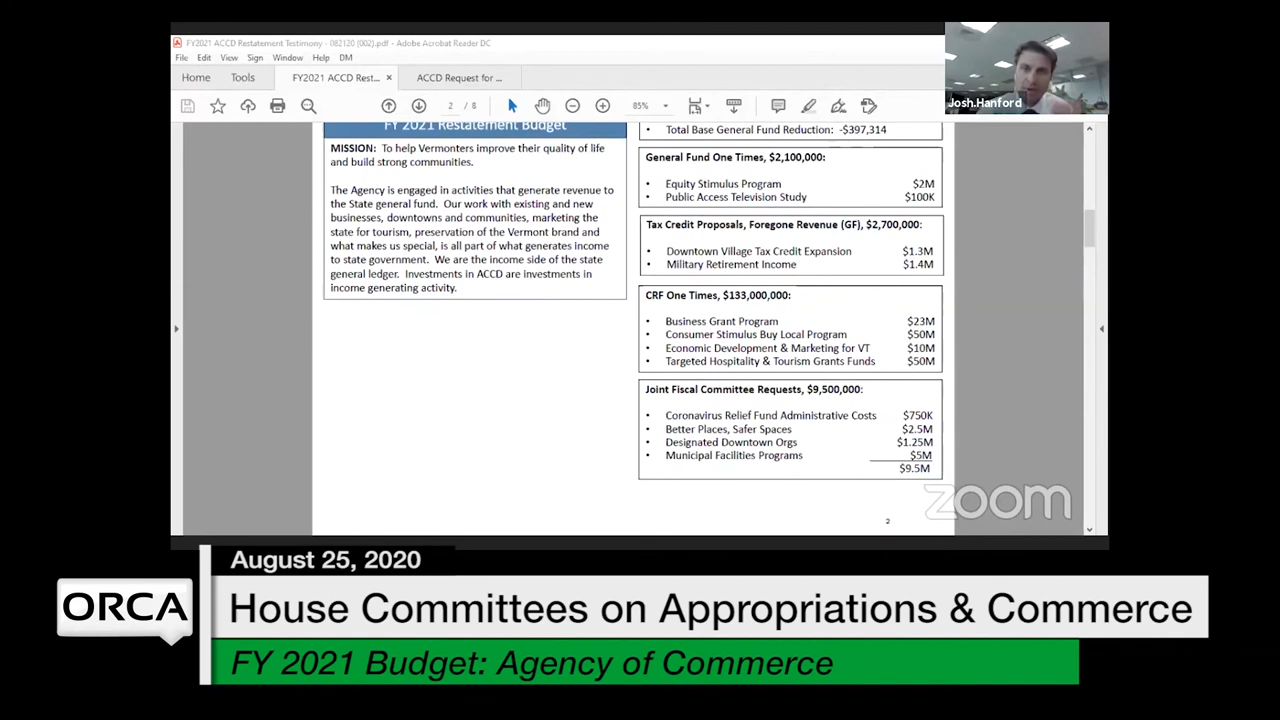 FY2021 ACCD Restatement Testimony - 082120 (002).pdf - Adobe Acrobat Reader DC
File Edit View Sign Window Help DM
Home Tools FY2021 ACCD Rest... × ACCD Request for ...
2 / 8 85%
Josh.Hanford
FY 2021 Restatement Budget
MISSION: To help Vermonters improve their quality of life
and build strong communities.
The Agency is engaged in activities that generate revenue to
the State general fund. Our work with existing and new
businesses, downtowns and communities, marketing the
state for tourism, preservation of the Vermont brand and
what makes us special, is all part of what generates income
to state government. We are the income side of the state
general ledger. Investments in ACCD are investments in
income generating activity.
• Total Base General Fund Reduction: -$397,314
General Fund One Times, $2,100,000:
• Equity Stimulus Program $2M
• Public Access Television Study $100K
Tax Credit Proposals, Foregone Revenue (GF), $2,700,000:
• Downtown Village Tax Credit Expansion $1.3M
• Military Retirement Income $1.4M
CRF One Times, $133,000,000:
• Business Grant Program $23M
• Consumer Stimulus Buy Local Program $50M
• Economic Development & Marketing for VT $10M
• Targeted Hospitality & Tourism Grants Funds $50M
Joint Fiscal Committee Requests, $9,500,000:
• Coronavirus Relief Fund Administrative Costs $750K
• Better Places, Safer Spaces $2.5M
• Designated Downtown Orgs $1.25M
• Municipal Facilities Programs $5M
$9.5M
2
zoom
August 25, 2020
ORCA
House Committees on Appropriations & Commerce
FY 2021 Budget: Agency of Commerce